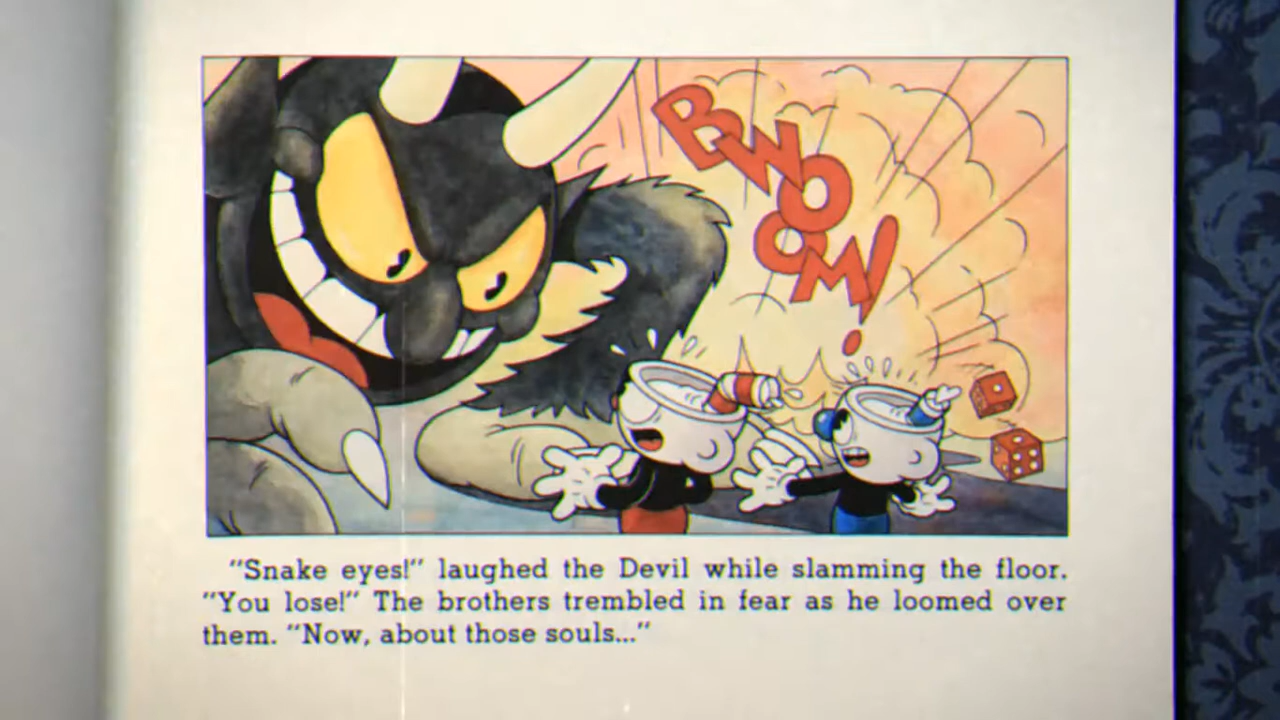 BWOOM!
"Snake eyes!" laughed the Devil while slamming the floor.
"You lose!" The brothers trembled in fear as he loomed over
them. "Now, about those souls..."